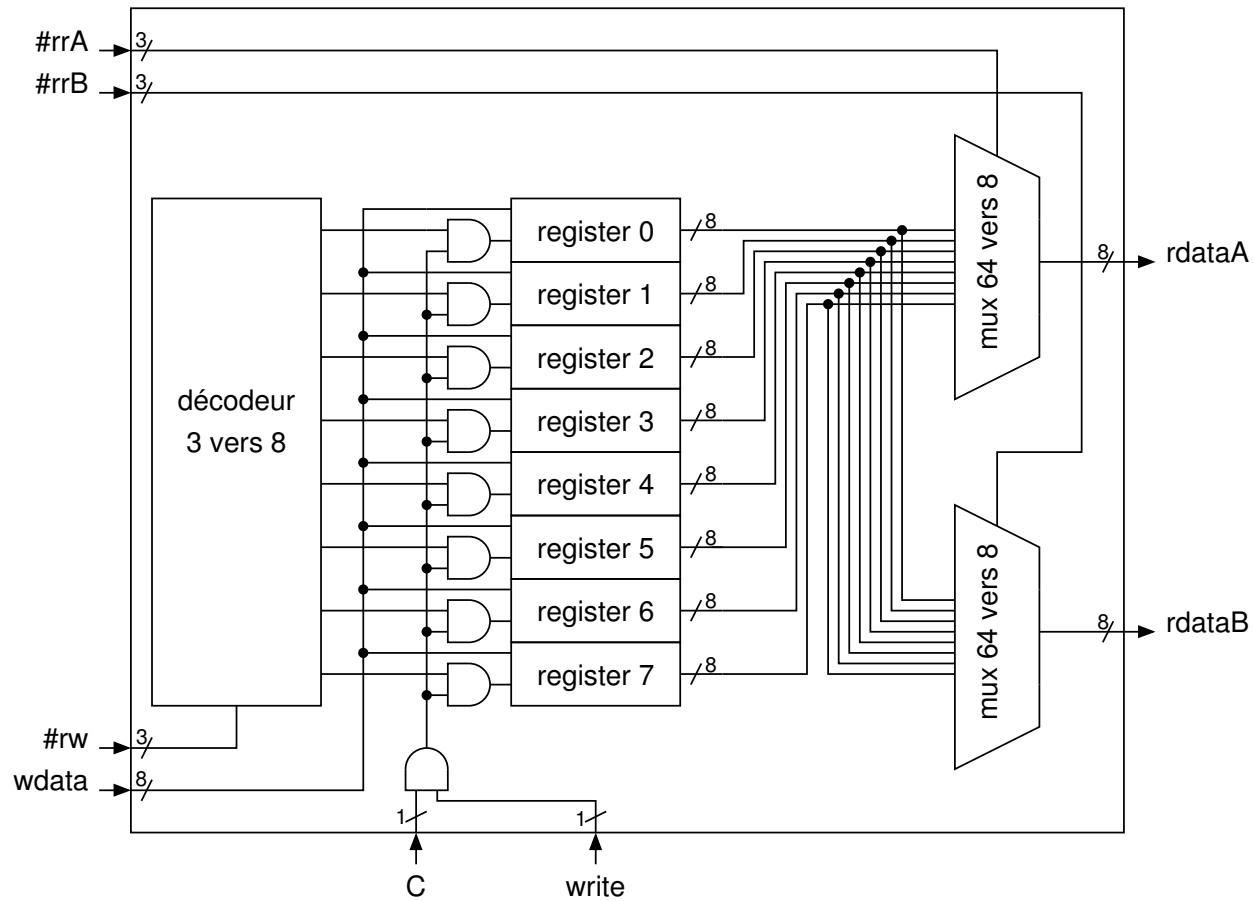 #rrA
3
#rrB
3
mux 64 vers 8
register 0
8
8
rdataA
register 1
8
register 2
8
décodeur
3 vers 8
register 3
8
register 4
8
register 5
8
mux 64 vers 8
register 6
8
8
rdataB
register 7
8
#rw
3
wdata
8
1
1
C
write